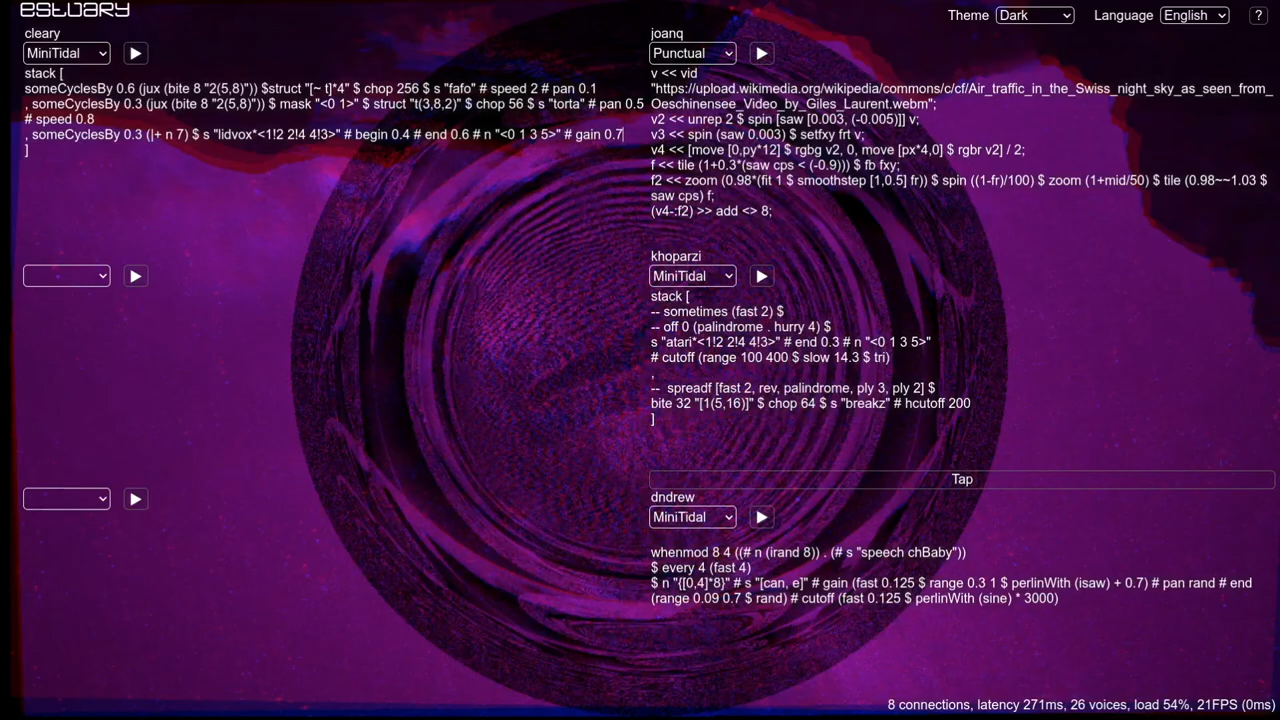 estuary
Theme Dark Language English ?
cleary
MiniTidal
stack [
someCyclesBy 0.6 (jux (bite 8 "2(5,8)")) $struct "[~ t]*4" $ chop 256 $ s "fafo" # speed 2 # pan 0.1
, someCyclesBy 0.3 (jux (bite 8 "2(5,8)")) $ mask "<0 1>" $ struct "t(3,8,2)" $ chop 56 $ s "torta" # pan 0.5
# speed 0.8
, someCyclesBy 0.3 (|+ n 7) $ s "lidvox*<1!2 2!4 4!3>" # begin 0.4 # end 0.6 # n "<0 1 3 5>" # gain 0.7
]
joanq
Punctual
v << vid
"https://upload.wikimedia.org/wikipedia/commons/c/cf/Air_traffic_in_the_Swiss_night_sky_as_seen_from_
Oeschinensee_Video_by_Giles_Laurent.webm";
v2 << unrep 2 $ spin [saw [0.003, (-0.005)]] v;
v3 << spin (saw 0.003) $ setfxy frt v;
v4 << [move [0,py*12] $ rgbg v2, 0, move [px*4,0] $ rgbr v2] / 2;
f << tile (1+0.3*(saw cps < (-0.9))) $ fb fxy;
f2 << zoom (0.98*(fit 1 $ smoothstep [1,0.5] fr)) $ spin ((1-fr)/100) $ zoom (1+mid/50) $ tile (0.98~~1.03 $
saw cps) f;
(v4-:f2) >> add <> 8;
khoparzi
MiniTidal
stack [
-- sometimes (fast 2) $
-- off 0 (palindrome . hurry 4) $
s "atari*<1!2 2!4 4!3>" # end 0.3 # n "<0 1 3 5>"
# cutoff (range 100 400 $ slow 14.3 $ tri)
,
-- spreadf [fast 2, rev, palindrome, ply 3, ply 2] $
bite 32 "[1(5,16)]" $ chop 64 $ s "breakz" # hcutoff 200
]
Tap
dndrew
MiniTidal
whenmod 8 4 ((# n (irand 8)) . (# s "speech chBaby"))
$ every 4 (fast 4)
$ n "{[0,4]*8}" # s "[can, e]" # gain (fast 0.125 $ range 0.3 1 $ perlinWith (isaw) + 0.7) # pan rand # end
(range 0.09 0.7 $ rand) # cutoff (fast 0.125 $ perlinWith (sine) * 3000)
8 connections, latency 271ms, 26 voices, load 54%, 21FPS (0ms)